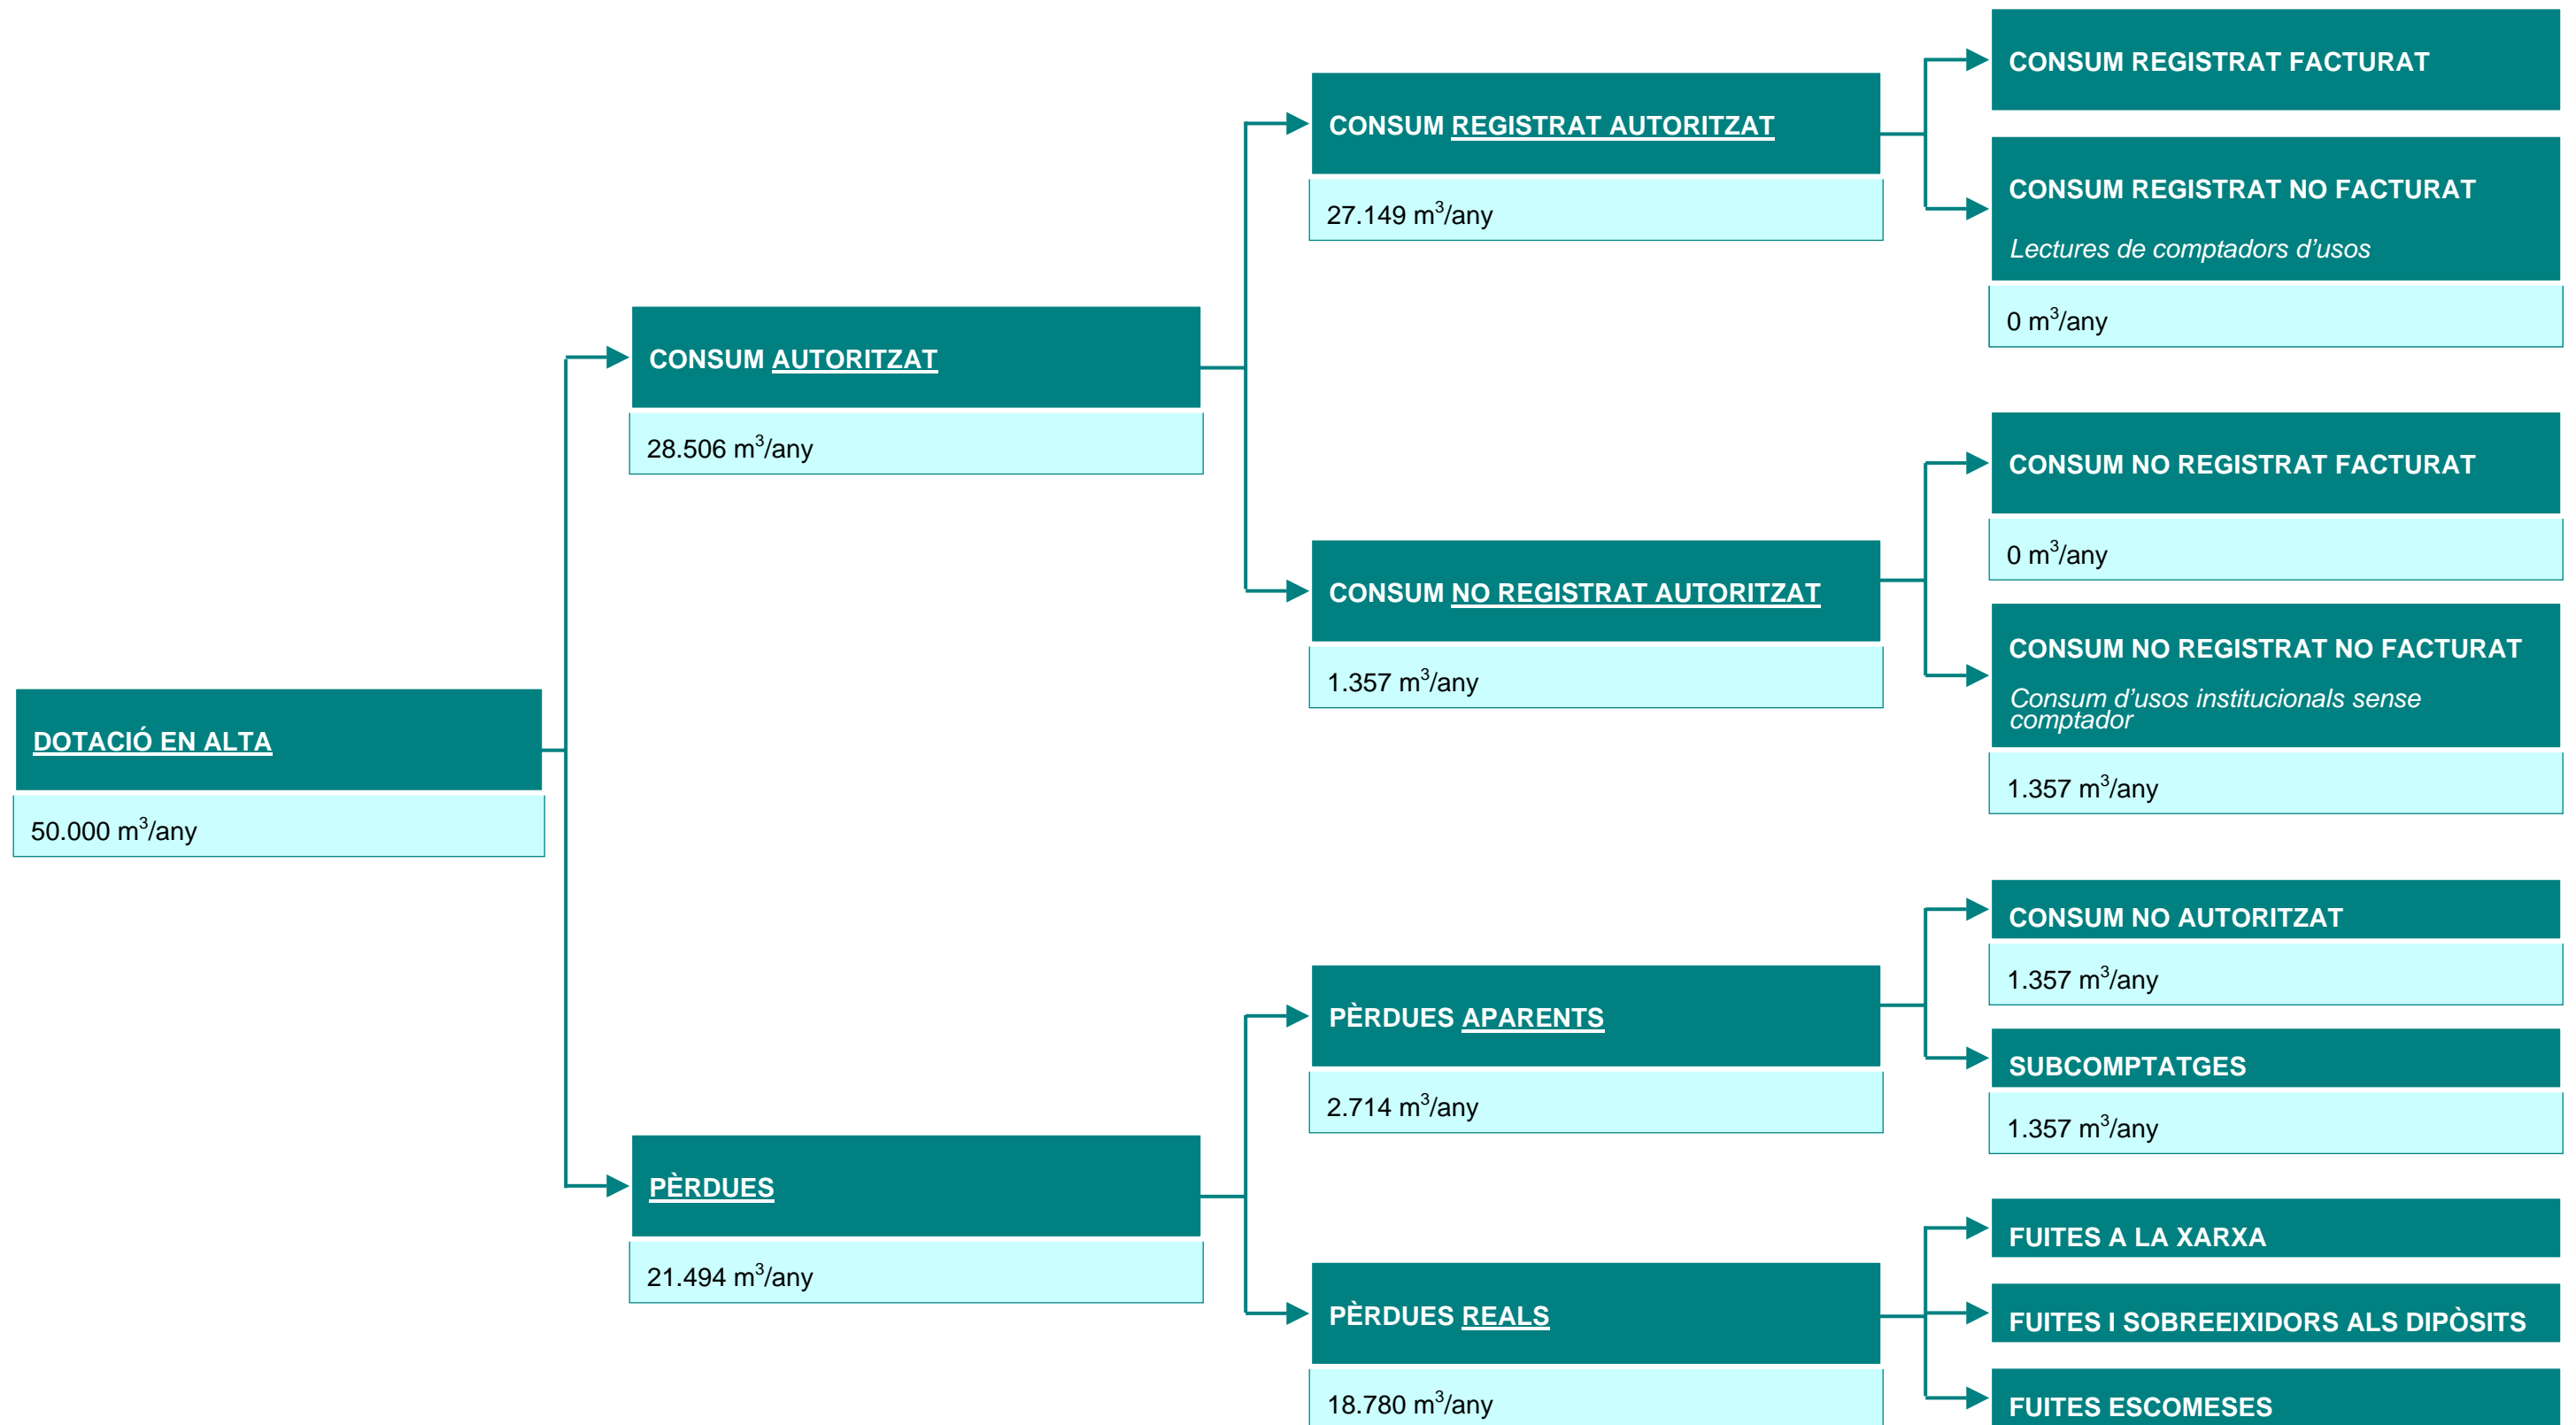 DOTACIÓ EN ALTA
50.000 m³/any
CONSUM AUTORITZAT
28.506 m³/any
PÈRDUES
21.494 m³/any
CONSUM REGISTRAT AUTORITZAT
27.149 m³/any
CONSUM NO REGISTRAT AUTORITZAT
1.357 m³/any
PÈRDUES APARENTS
2.714 m³/any
PÈRDUES REALS
18.780 m³/any
CONSUM REGISTRAT FACTURAT
CONSUM REGISTRAT NO FACTURAT
Lectures de comptadors d’usos
0 m³/any
CONSUM NO REGISTRAT FACTURAT
0 m³/any
CONSUM NO REGISTRAT NO FACTURAT
Consum d’usos institucionals sense
comptador
1.357 m³/any
CONSUM NO AUTORITZAT
1.357 m³/any
SUBCOMPTATGES
1.357 m³/any
FUITES A LA XARXA
FUITES I SOBREEIXIDORS ALS DIPÒSITS
FUITES ESCOMESES